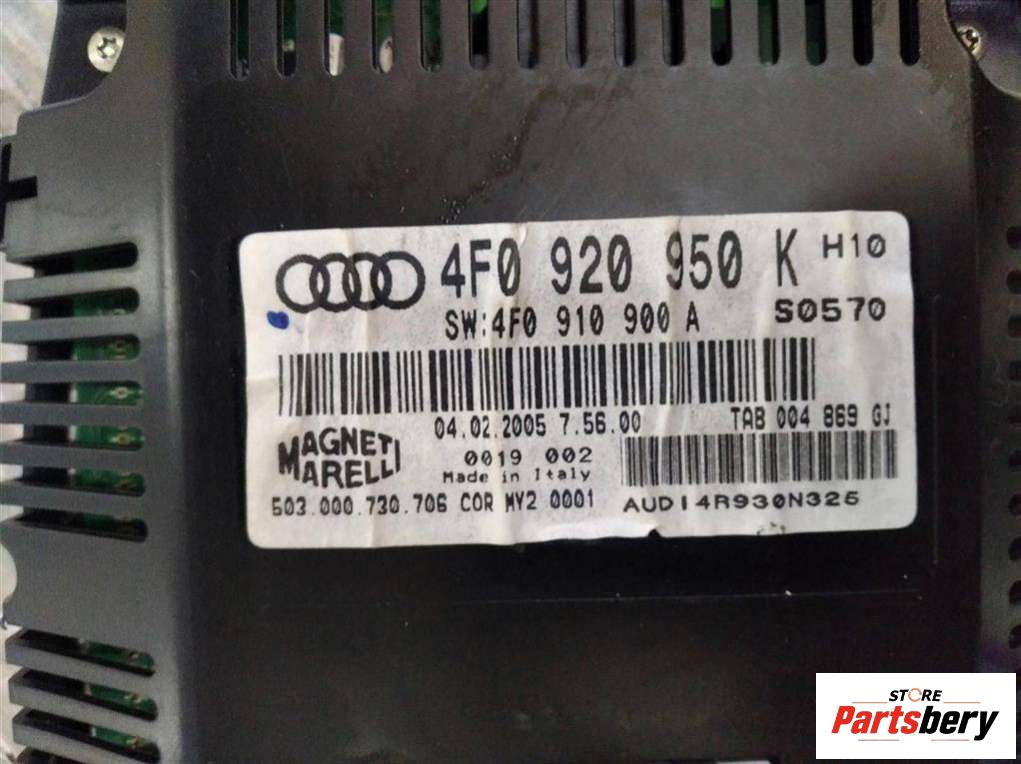 4F0 920 950 K H10
SW:4F0 910 900 A S0570
04.02.2005 7.56.00 TAB 004 869 GJ
MAGNETI
MARELLI
0019 002
Made in Italy
503.000.730.706 COR MY2 0001
AUDI4R930N325
STORE
Partsbery